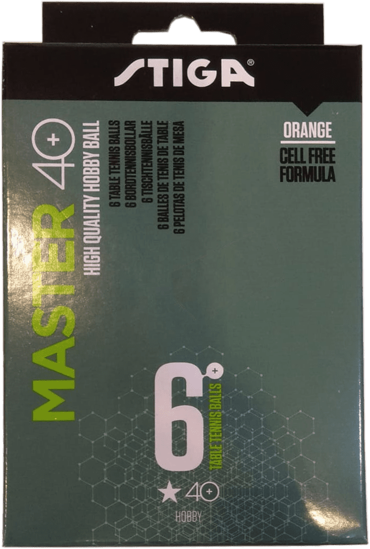 STIGA®
ORANGE
CELL FREE
FORMULA
MASTER 40+
HIGH QUALITY HOBBY BALL
6 TABLE TENNIS BALLS
6 BORDTENNISBOLLAR
6 TISCHTENNISBÄLLE
6 BALLES DE TENIS DE TABLE
6 PELOTAS DE TENIS DE MESA
6+
TABLE TENNIS BALLS
★ 40+
HOBBY